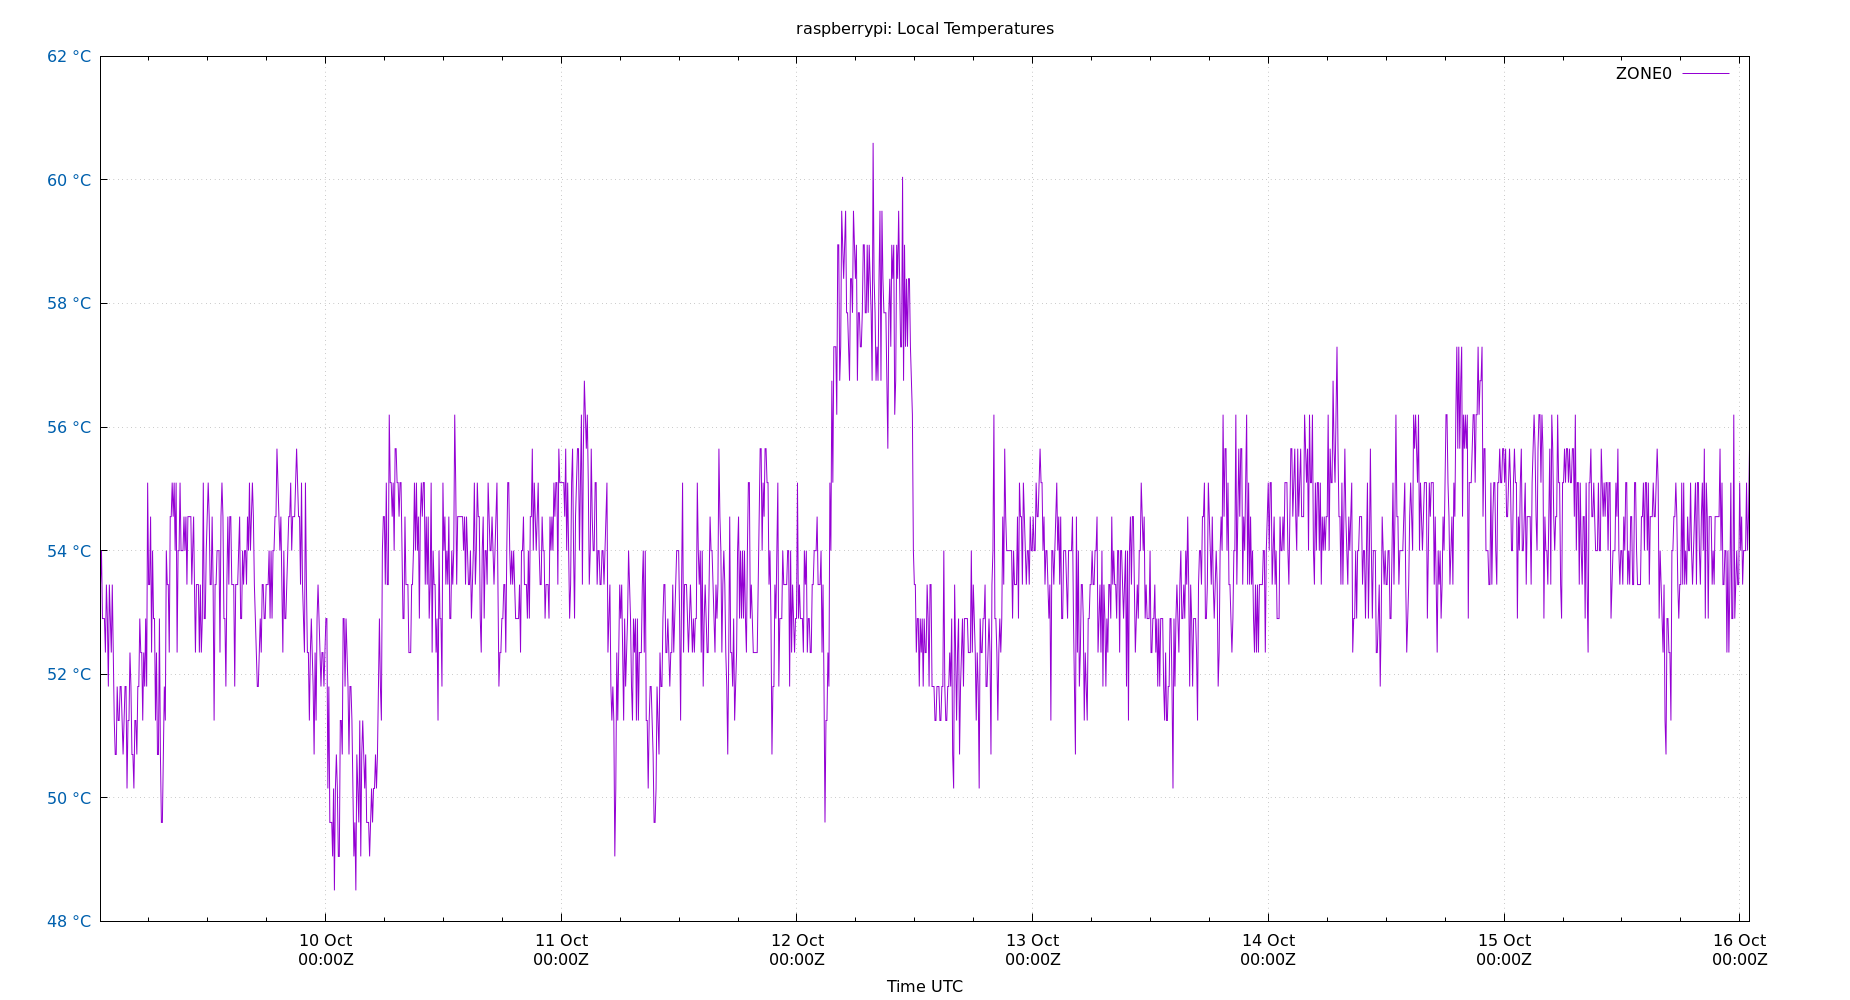 raspberrypi: Local Temperatures
62 °C
ZONE0
60 °C
58 °C
56 °C
54 °C
52 °C
50 °C
48 °C
10 Oct 11 Oct 12 Oct 13 Oct 14 Oct 15 Oct 16 Oct
00:00Z 00:00Z 00:00Z 00:00Z 00:00Z 00:00Z 00:00Z
Time UTC